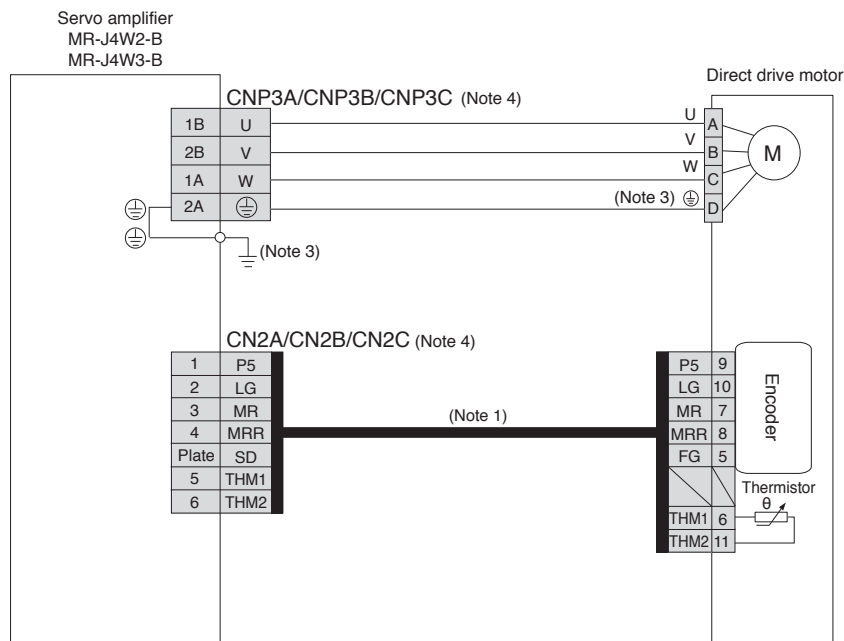 Servo amplifier
MR-J4W2-B
MR-J4W3-B
Direct drive motor
CNP3A/CNP3B/CNP3C (Note 4)
1B U U A
2B V V B
1A W W C
2A (Note 3) D
M
(Note 3)
CN2A/CN2B/CN2C (Note 4)
1 P5 P5 9
2 LG LG 10
3 MR MR 7
4 MRR (Note 1) MRR 8
Plate SD FG 5
5 THM1
6 THM2
Encoder
Thermistor
θ
THM1 6
THM2 11